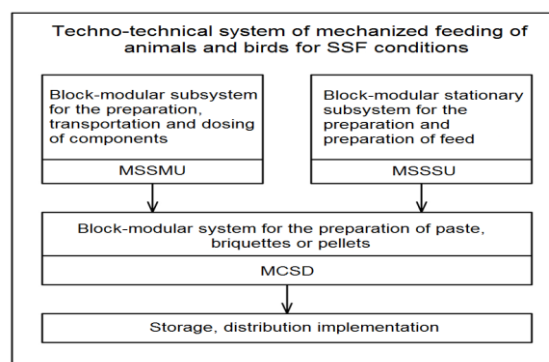 Techno-technical system of mechanized feeding of
animals and birds for SSF conditions
Block-modular subsystem
for the preparation,
transportation and dosing
of components
MSSMU
Block-modular stationary
subsystem for the
preparation and
preparation of feed
MSSSU
Block-modular system for the preparation of paste,
briquettes or pellets
MCSD
Storage, distribution implementation